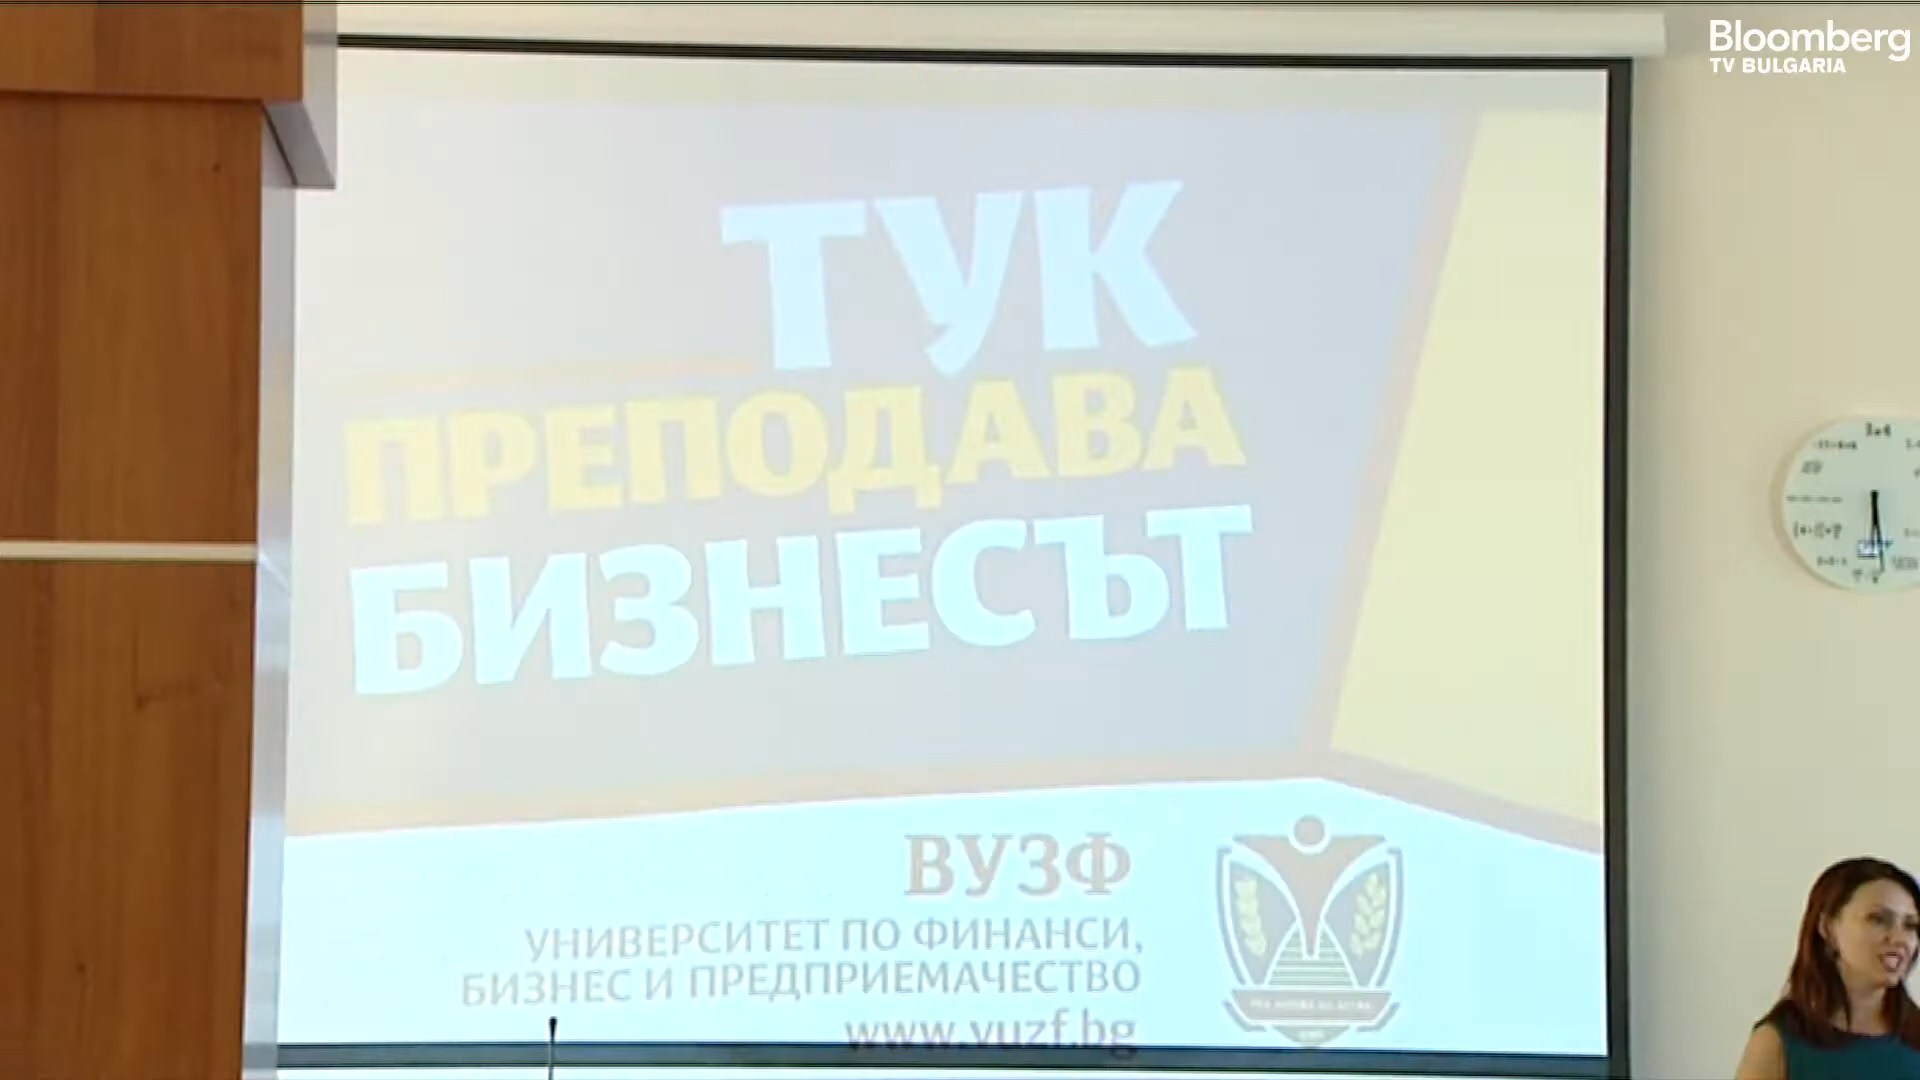 Bloomberg
TV BULGARIA
ТУК
ПРЕПОДАВА
БИЗНЕСЪТ
ВУЗФ
УНИВЕРСИТЕТ ПО ФИНАНСИ,
БИЗНЕС И ПРЕДПРИЕМАЧЕСТВО
www.vuzf.bg